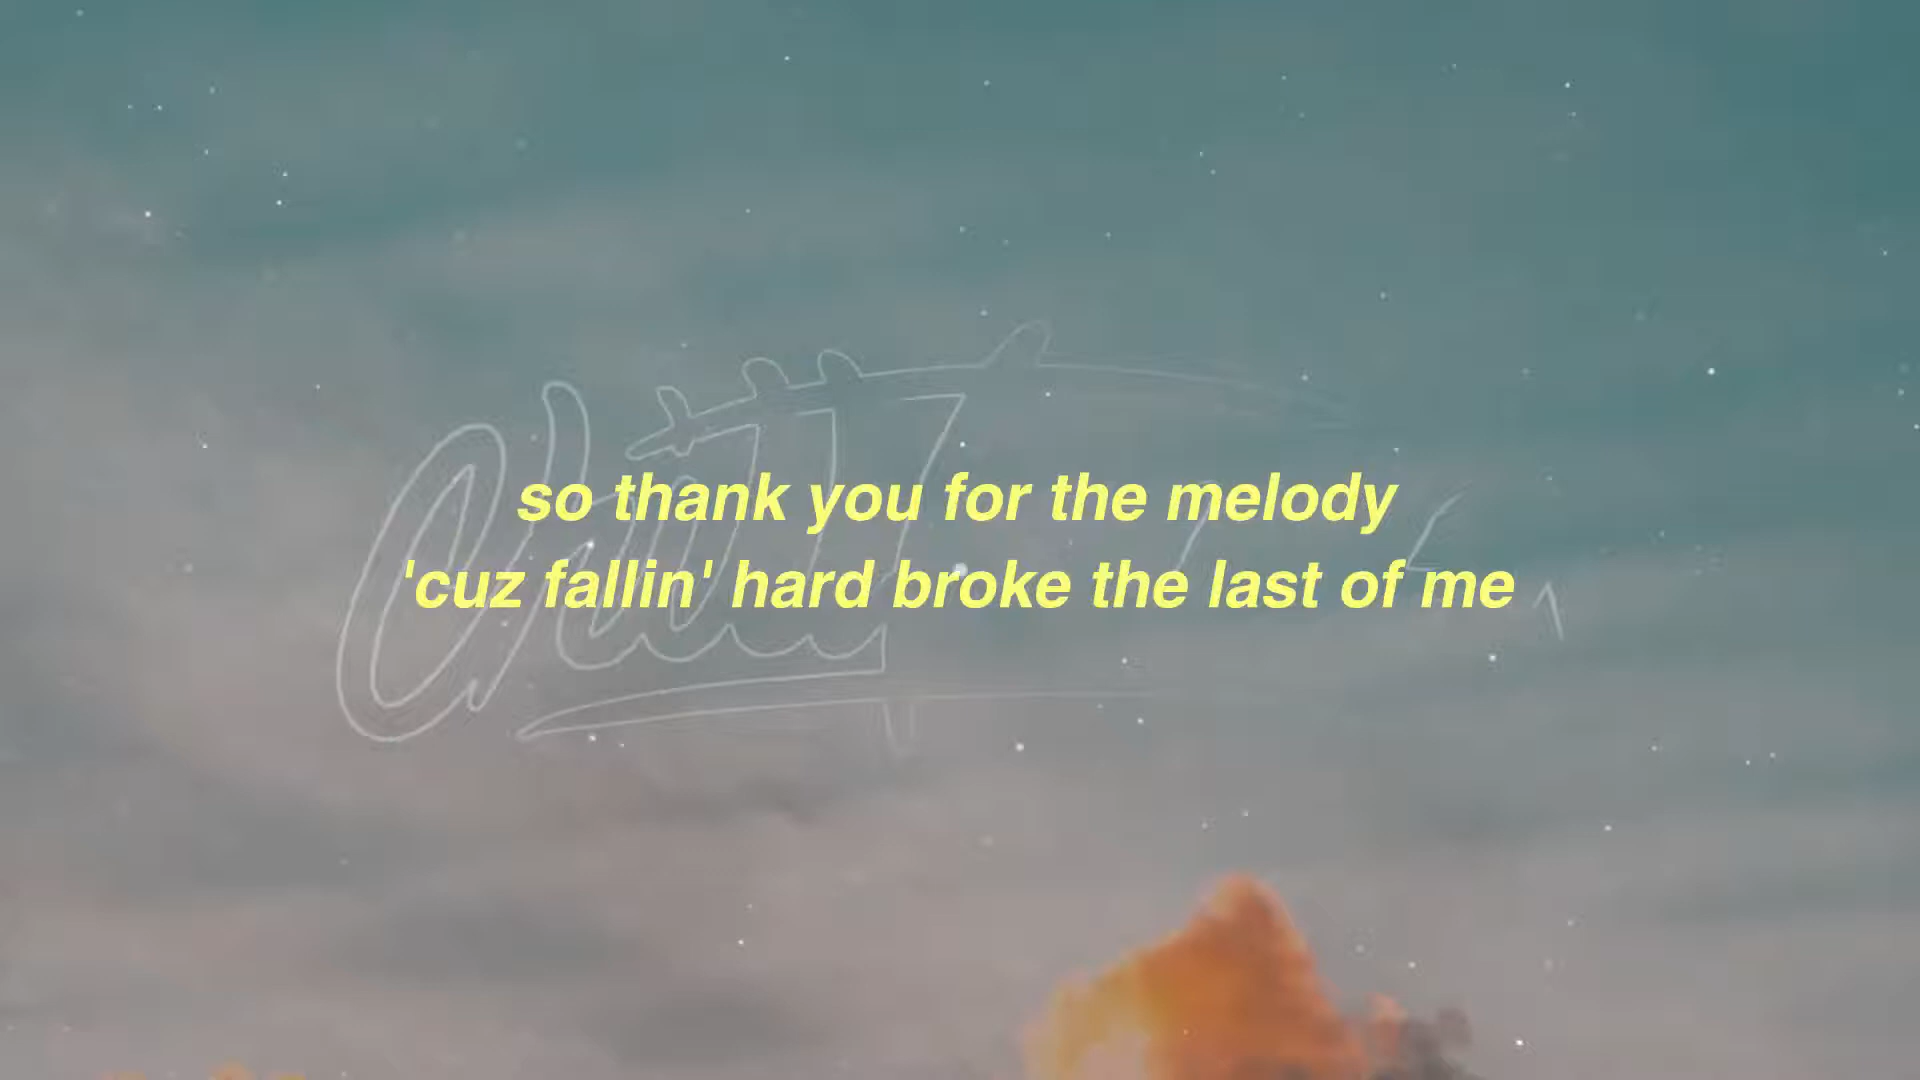 so thank you for the melody
'cuz fallin' hard broke the last of me